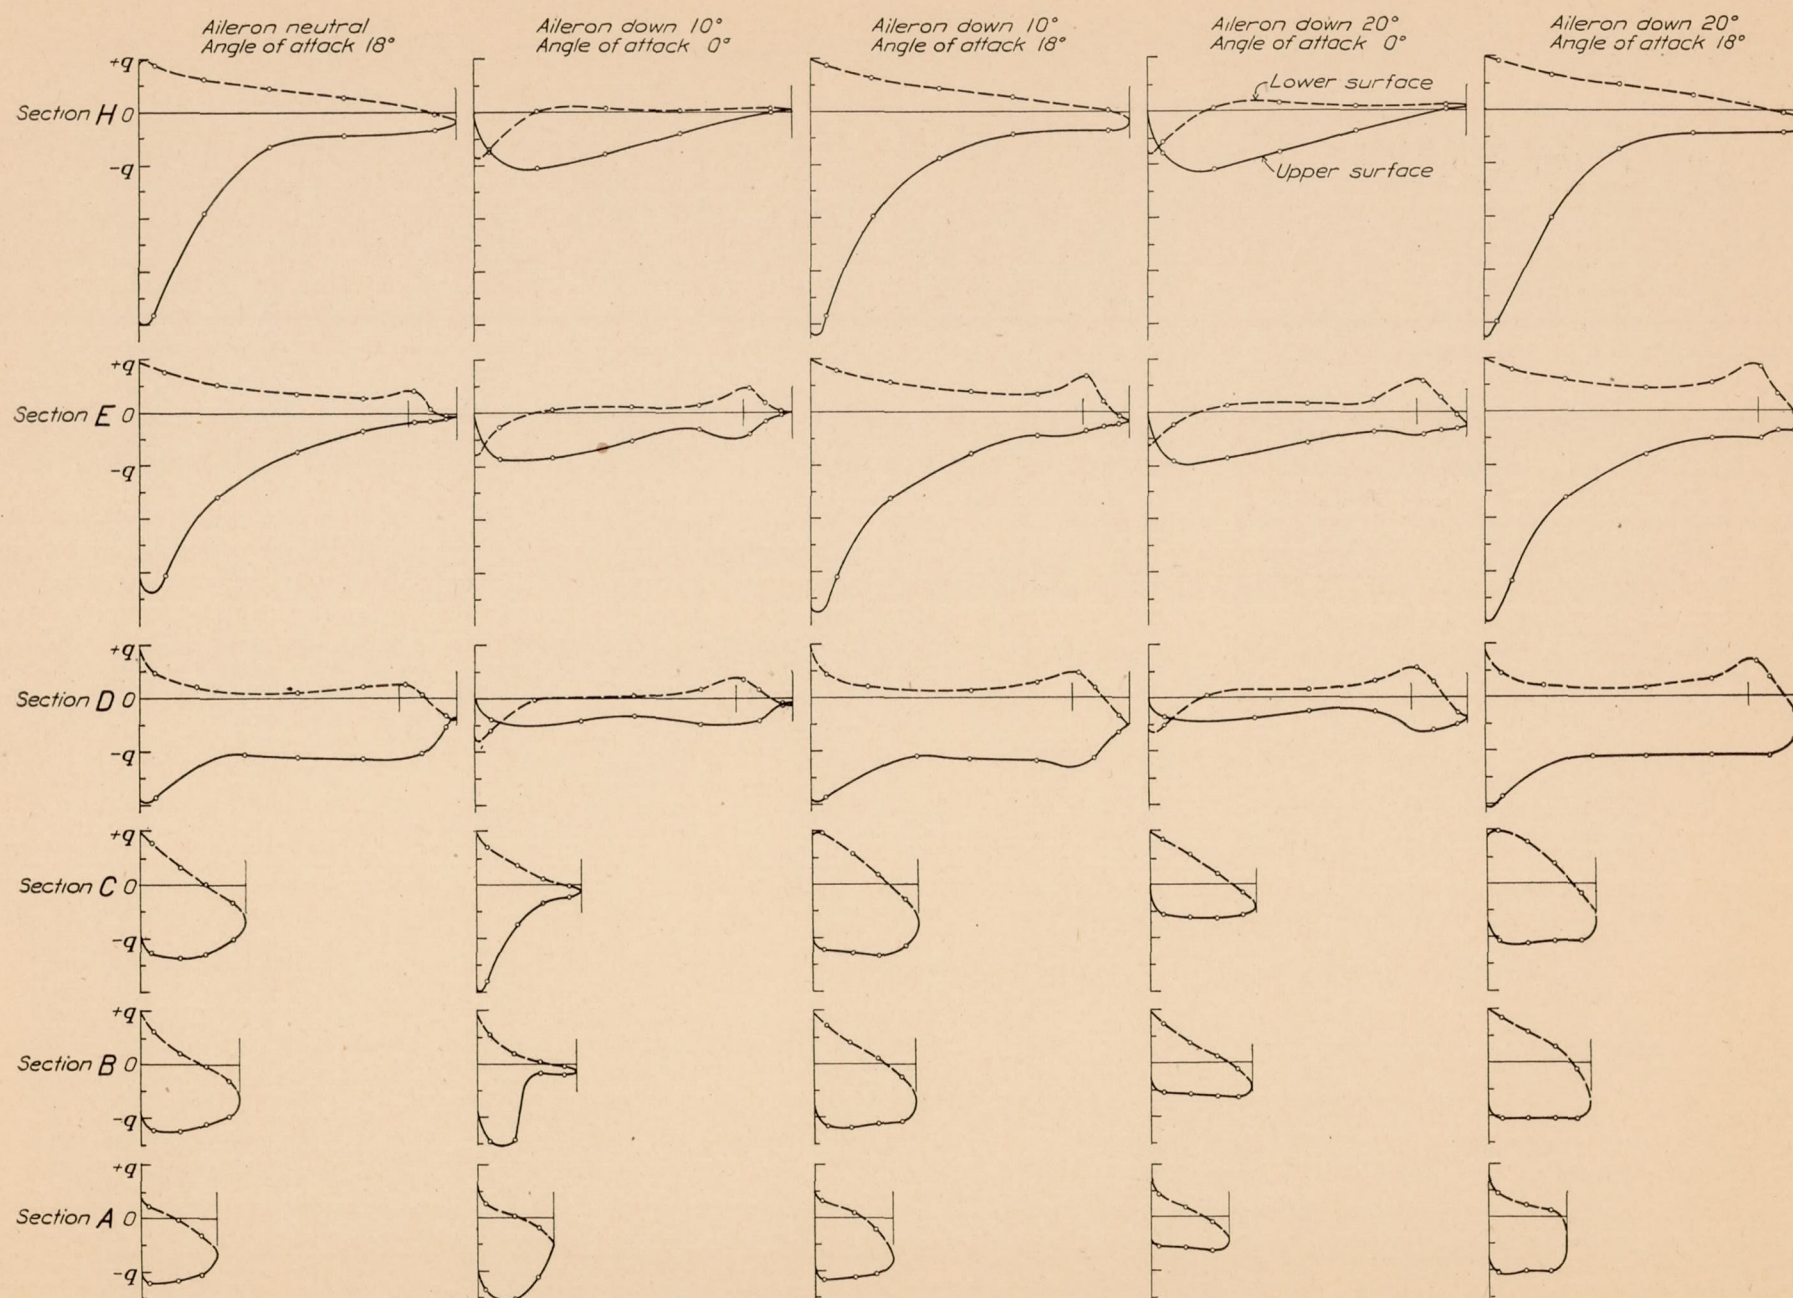 Aileron neutral
Angle of attack 18°
Aileron down 10°
Angle of attack 0°
Aileron down 10°
Angle of attack 18°
Aileron down 20°
Angle of attack 0°
Aileron down 20°
Angle of attack 18°
+q
Section H 0
-q
Lower surface
Upper surface
+q
Section E 0
-q
+q
Section D 0
-q
+q
Section C 0
-q
+q
Section B 0
-q
+q
Section A 0
-q